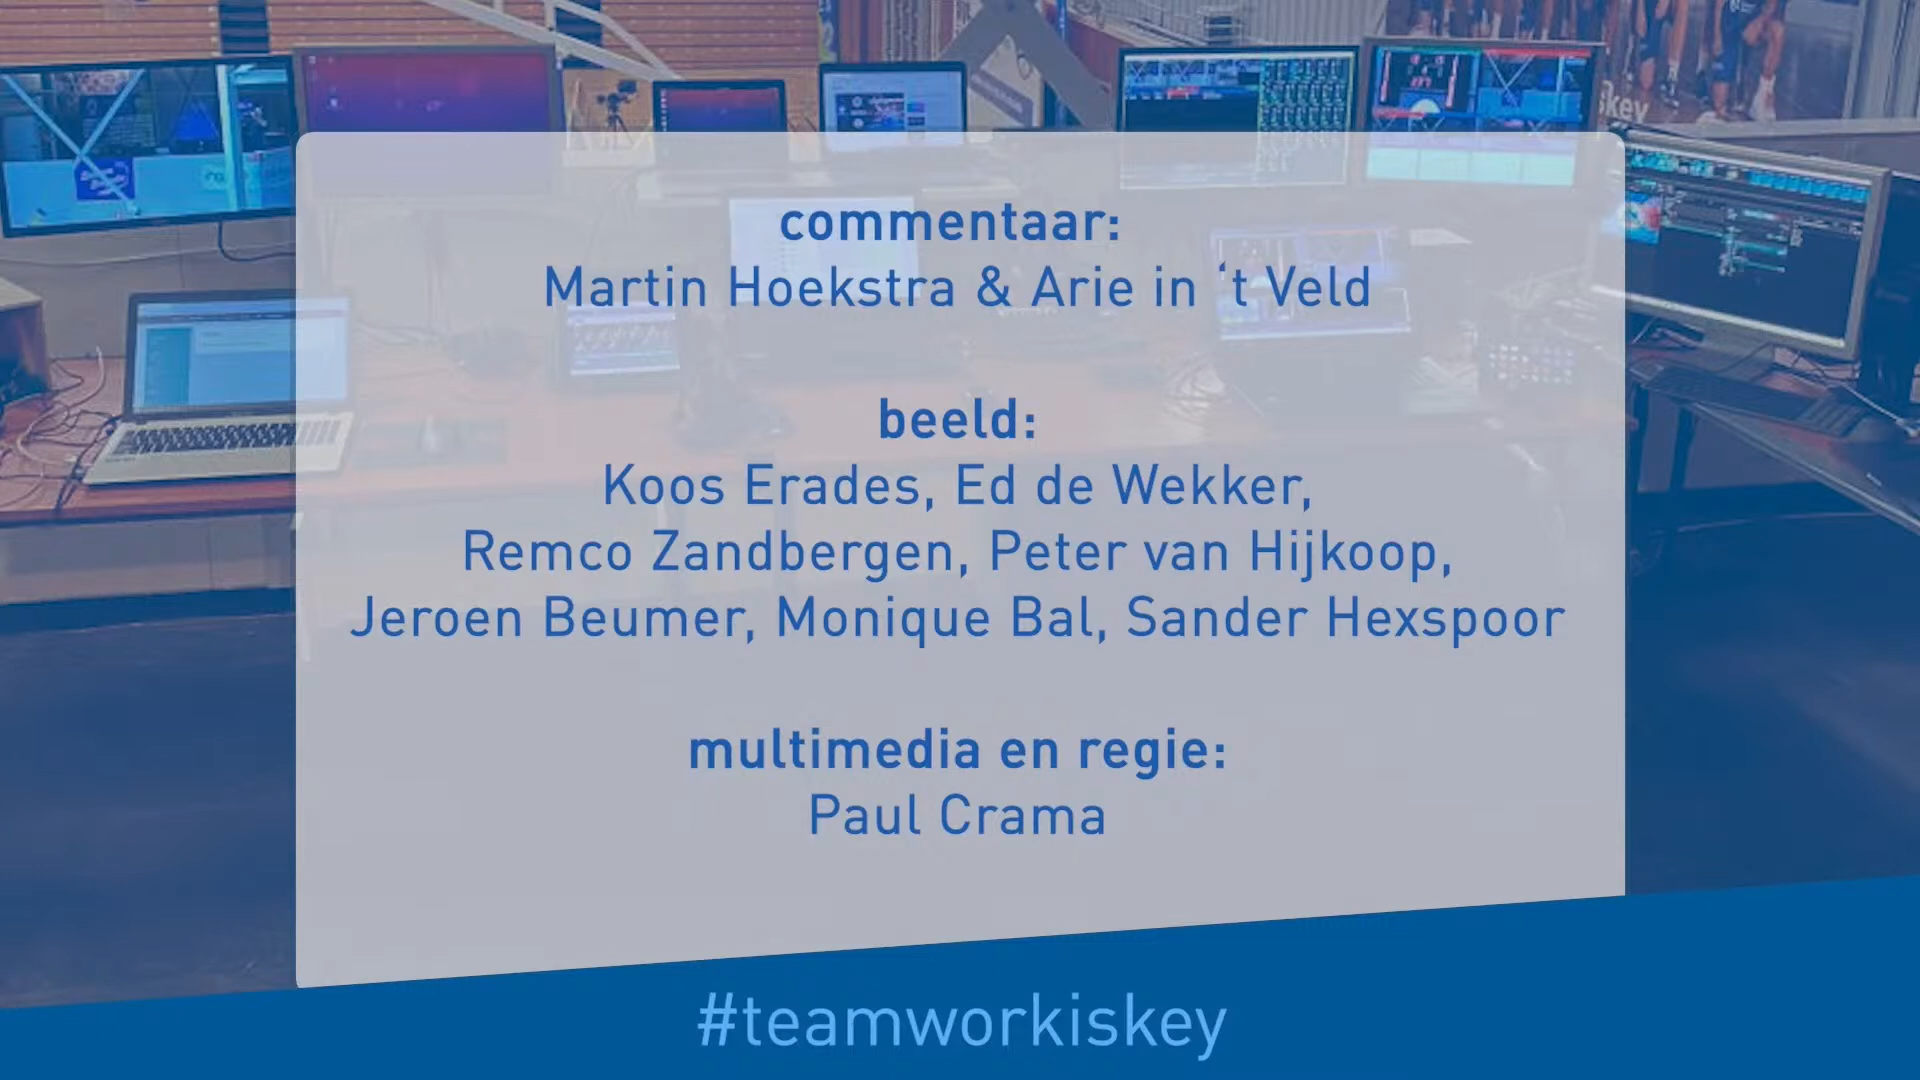 commentaar:
Martin Hoekstra & Arie in ‘t Veld
beeld:
Koos Erades, Ed de Wekker,
Remco Zandbergen, Peter van Hijkoop,
Jeroen Beumer, Monique Bal, Sander Hexspoor
multimedia en regie:
Paul Crama
#teamworkiskey